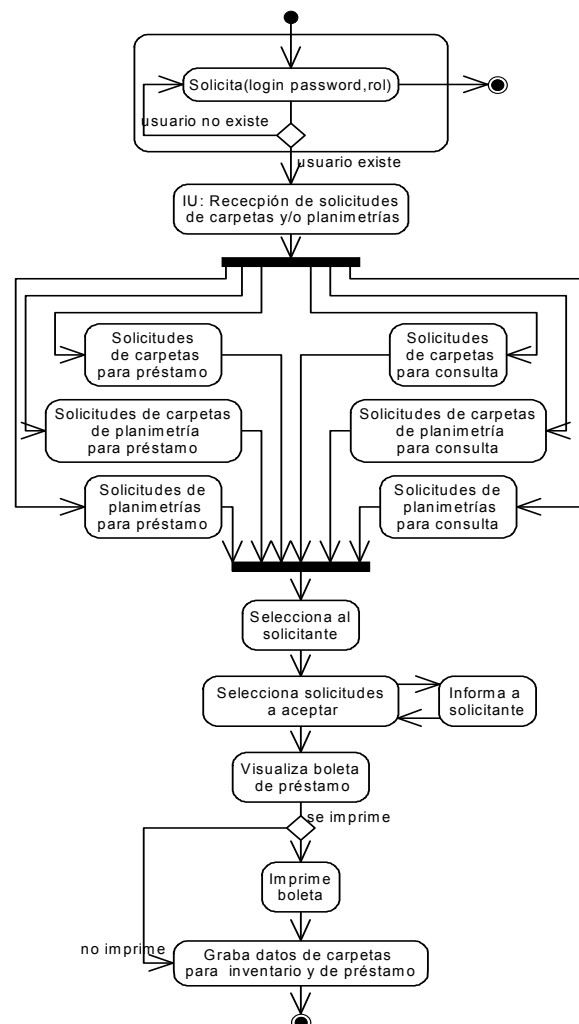 Solicita(login password,rol)
usuario no existe
usuario existe
IU: Rececpión de solicitudes
de carpetas y/o planimetrías
Solicitudes
de carpetas
para préstamo
Solicitudes
de carpetas
para consulta
Solicitudes de carpetas
de planimetría
para préstamo
Solicitudes de carpetas
de planimetría
para consulta
Solicitudes de
planimetrías
para préstamo
Solicitudes de
planimetrías
para consulta
Selecciona al
solicitante
Selecciona solicitudes
a aceptar
Informa a
solicitante
Visualiza boleta
de préstamo
se imprime
Imprime
boleta
no imprime
Graba datos de carpetas
para inventario y de préstamo